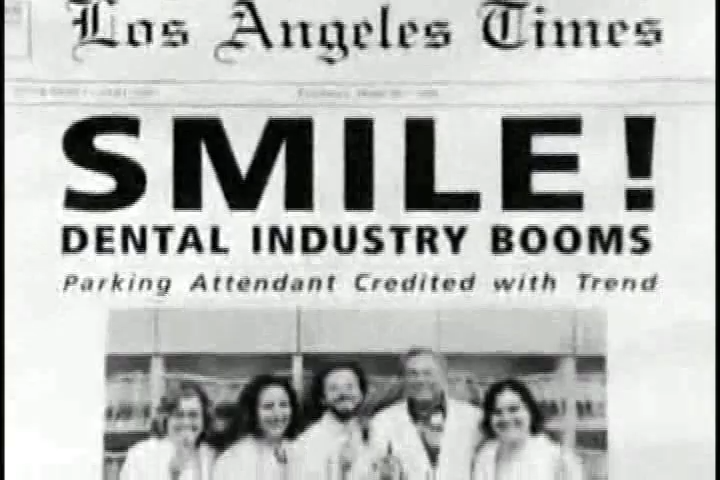 Los Angeles Times
SMILE!
DENTAL INDUSTRY BOOMS
Parking Attendant Credited with Trend